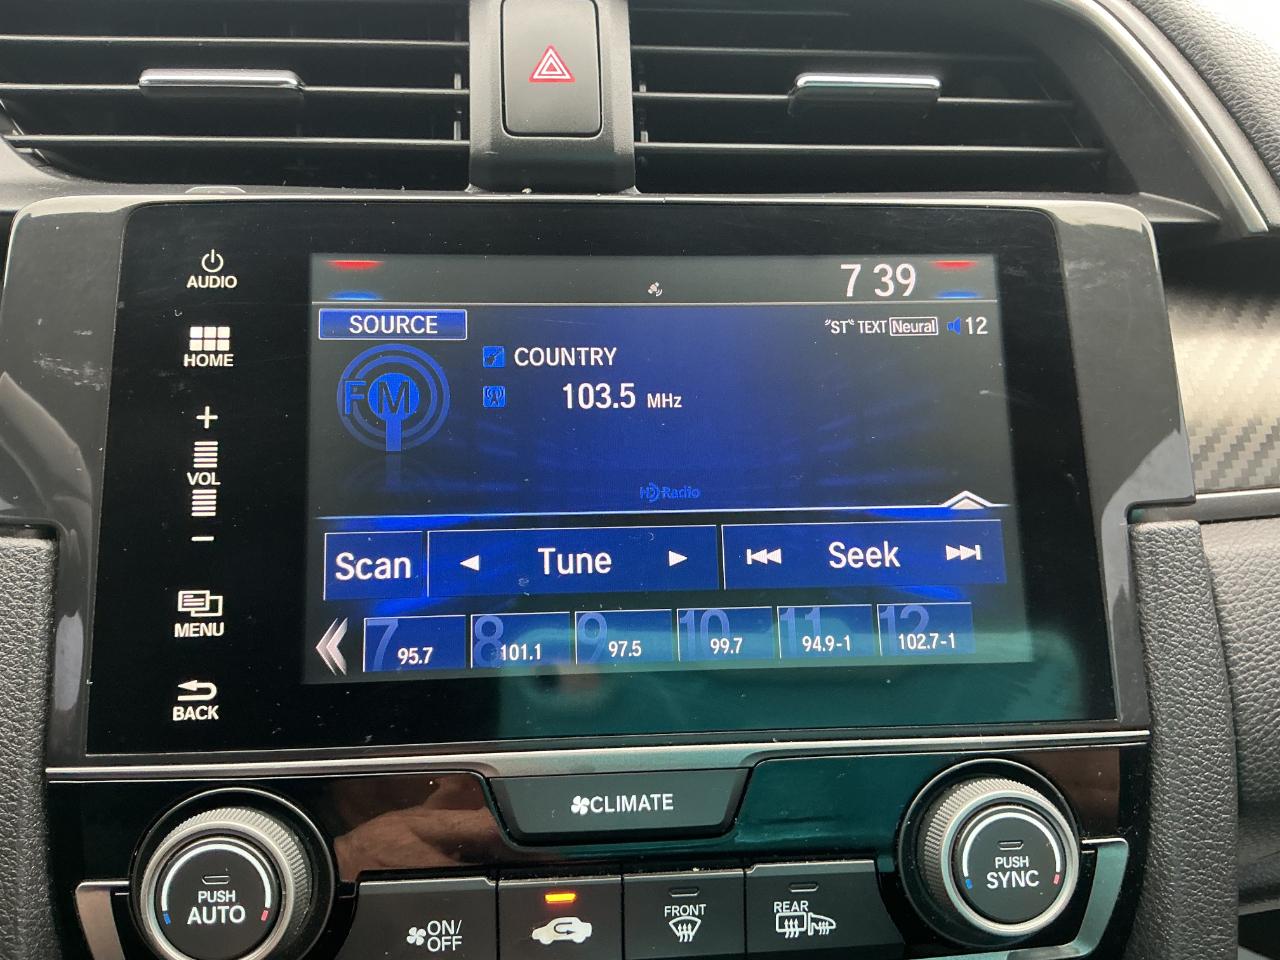 AUDIO
HOME
+
VOL
−
MENU
BACK
7 39
SOURCE
"ST" TEXT Neural 12
FM
COUNTRY
103.5 MHz
HD Radio
Scan
Tune
Seek
7 95.7
8 101.1
9 97.5
10 99.7
11 94.9-1
12 102.7-1
CLIMATE
PUSH
AUTO
ON/
OFF
FRONT
REAR
PUSH
SYNC